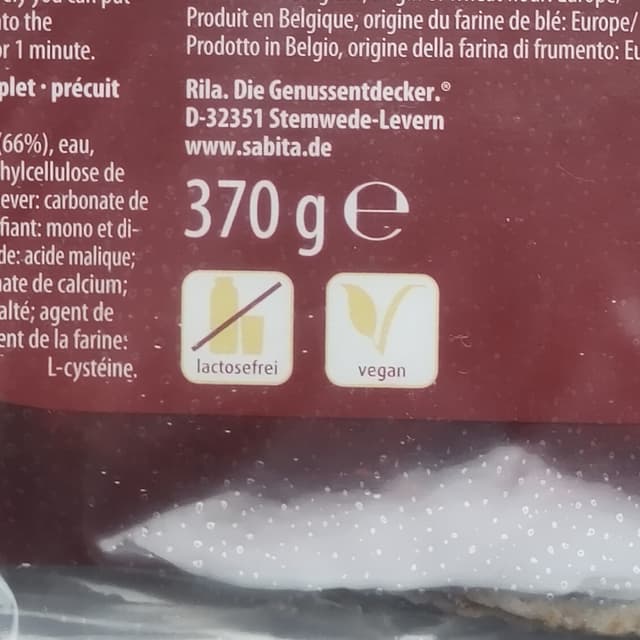 to the
1 minute.
plet · précuit
(66%), eau,
hylcellulose de
ever: carbonate de
fiant: mono et di-
de: acide malique;
ate de calcium;
alté; agent de
ent de la farine:
L-cystéine.
Produit en Belgique, origine du farine de blé: Europe/
Prodotto in Belgio, origine della farina di frumento: Eu
Rila. Die Genussentdecker.®
D-32351 Stemwede-Levern
www.sabita.de
370 g ℮
lactosefrei
vegan